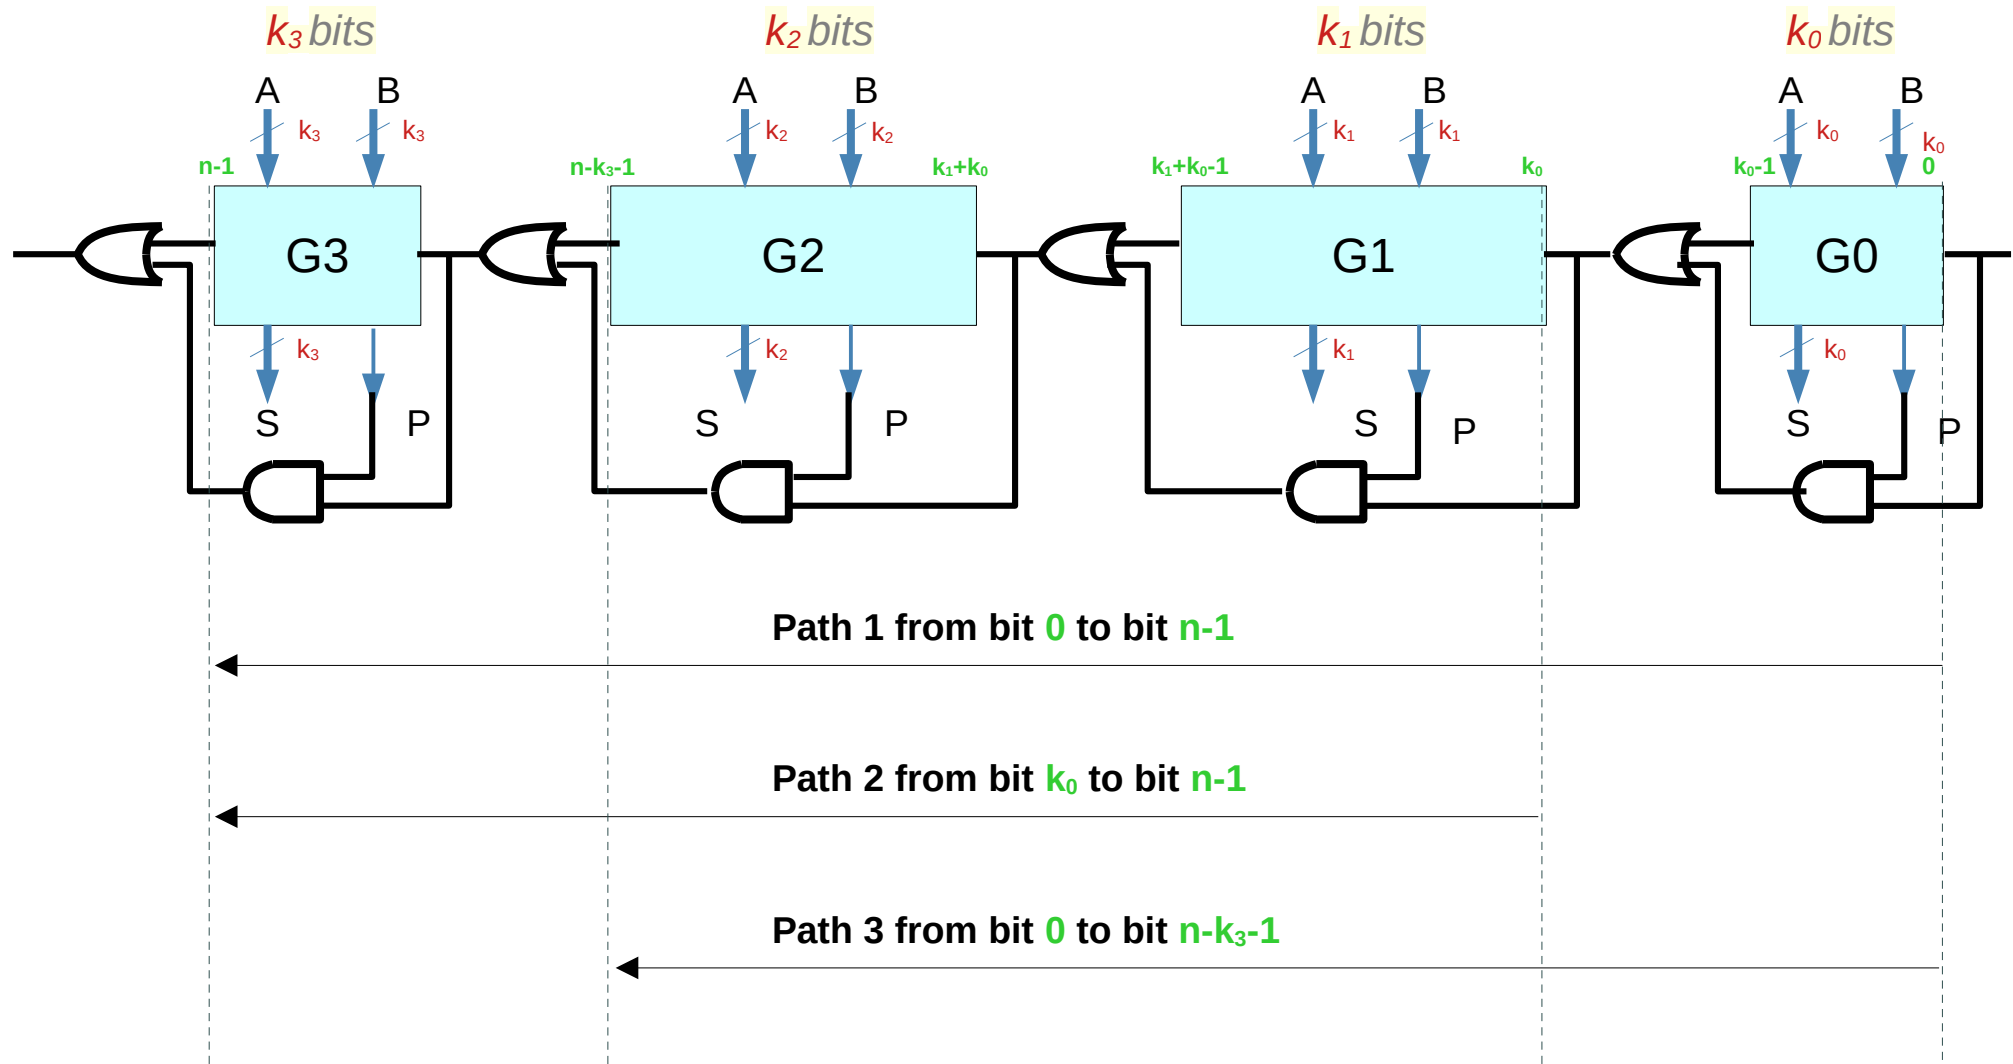 k₃ bits k₂ bits k₁ bits k₀ bits
A B A B A B A B
k₃ k₃ k₂ k₂ k₁ k₁ k₀ k₀
n-1 n-k₃-1 k₁+k₀ k₁+k₀-1 k₀ k₀-1 0
G3 G2 G1 G0
k₃ k₂ k₁ k₀
S P S P S P S P
Path 1 from bit 0 to bit n-1
Path 2 from bit k₀ to bit n-1
Path 3 from bit 0 to bit n-k₃-1